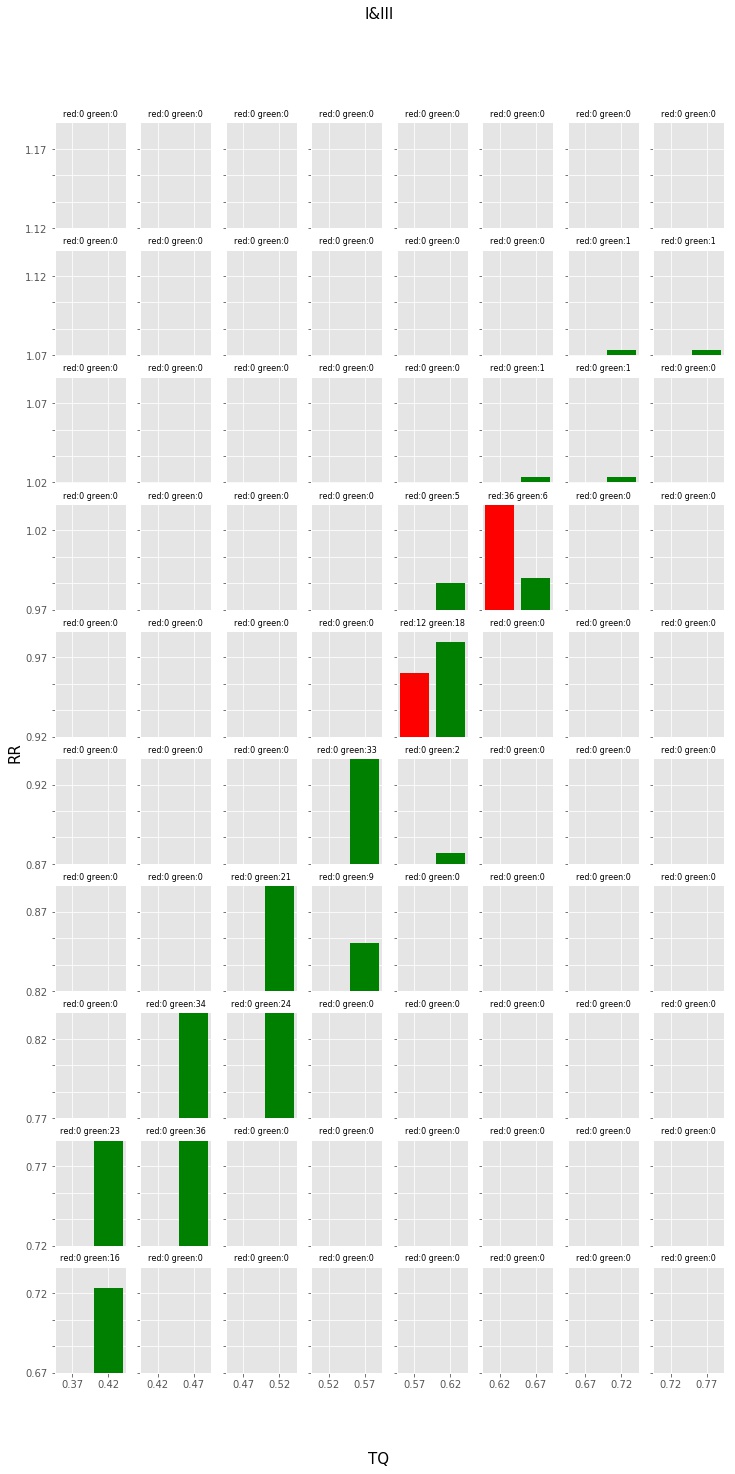 I&III
red:0 green:0 red:0 green:0 red:0 green:0 red:0 green:0 red:0 green:0 red:0 green:0 red:0 green:0 red:0 green:0
1.17
1.12
red:0 green:0 red:0 green:0 red:0 green:0 red:0 green:0 red:0 green:0 red:0 green:0 red:0 green:1 red:0 green:1
1.12
1.07
red:0 green:0 red:0 green:0 red:0 green:0 red:0 green:0 red:0 green:0 red:0 green:1 red:0 green:1 red:0 green:0
1.07
1.02
red:0 green:0 red:0 green:0 red:0 green:0 red:0 green:0 red:0 green:5 red:36 green:6 red:0 green:0 red:0 green:0
1.02
0.97
red:0 green:0 red:0 green:0 red:0 green:0 red:0 green:0 red:12 green:18 red:0 green:0 red:0 green:0 red:0 green:0
0.97
0.92
RR
red:0 green:0 red:0 green:0 red:0 green:0 red:0 green:33 red:0 green:2 red:0 green:0 red:0 green:0 red:0 green:0
0.92
0.87
red:0 green:0 red:0 green:0 red:0 green:21 red:0 green:9 red:0 green:0 red:0 green:0 red:0 green:0 red:0 green:0
0.87
0.82
red:0 green:0 red:0 green:34 red:0 green:24 red:0 green:0 red:0 green:0 red:0 green:0 red:0 green:0 red:0 green:0
0.82
0.77
red:0 green:23 red:0 green:36 red:0 green:0 red:0 green:0 red:0 green:0 red:0 green:0 red:0 green:0 red:0 green:0
0.77
0.72
red:0 green:16 red:0 green:0 red:0 green:0 red:0 green:0 red:0 green:0 red:0 green:0 red:0 green:0 red:0 green:0
0.72
0.67
0.37 0.42 0.42 0.47 0.47 0.52 0.52 0.57 0.57 0.62 0.62 0.67 0.67 0.72 0.72 0.77
TQ